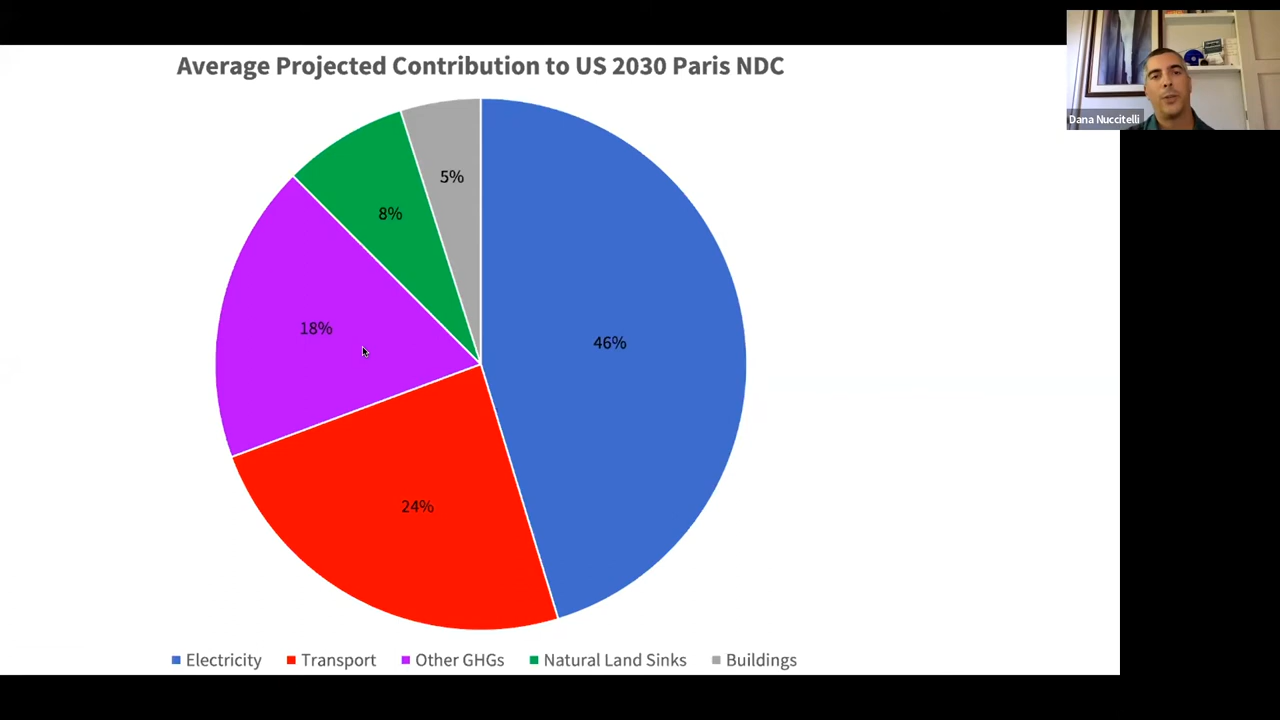 Average Projected Contribution to US 2030 Paris NDC
Dana Nuccitelli
5%
8%
18%
46%
24%
Electricity Transport Other GHGs Natural Land Sinks Buildings